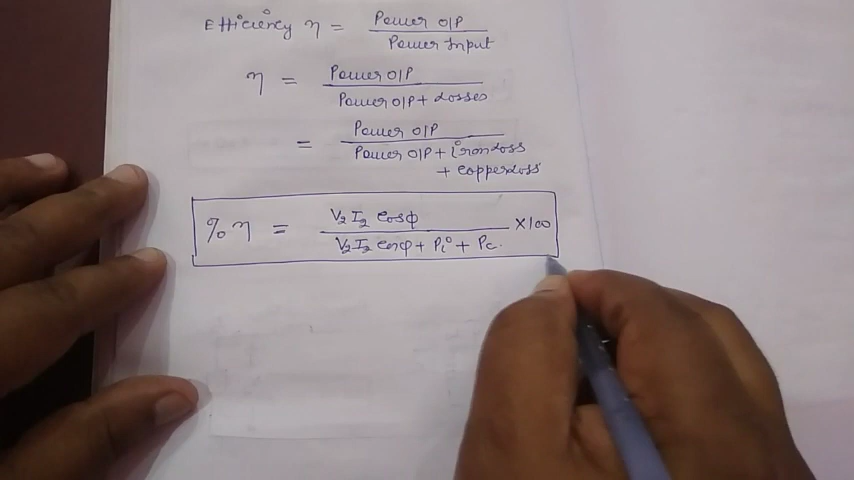 Efficiency η = Power O/P
Power Input
η = Power O/P
Power O/P + Losses
= Power O/P
Power O/P + Iron Loss
+ copper loss
% η = V₂ I₂ Cosφ × 100
V₂ I₂ Cosφ + Pi + Pc.